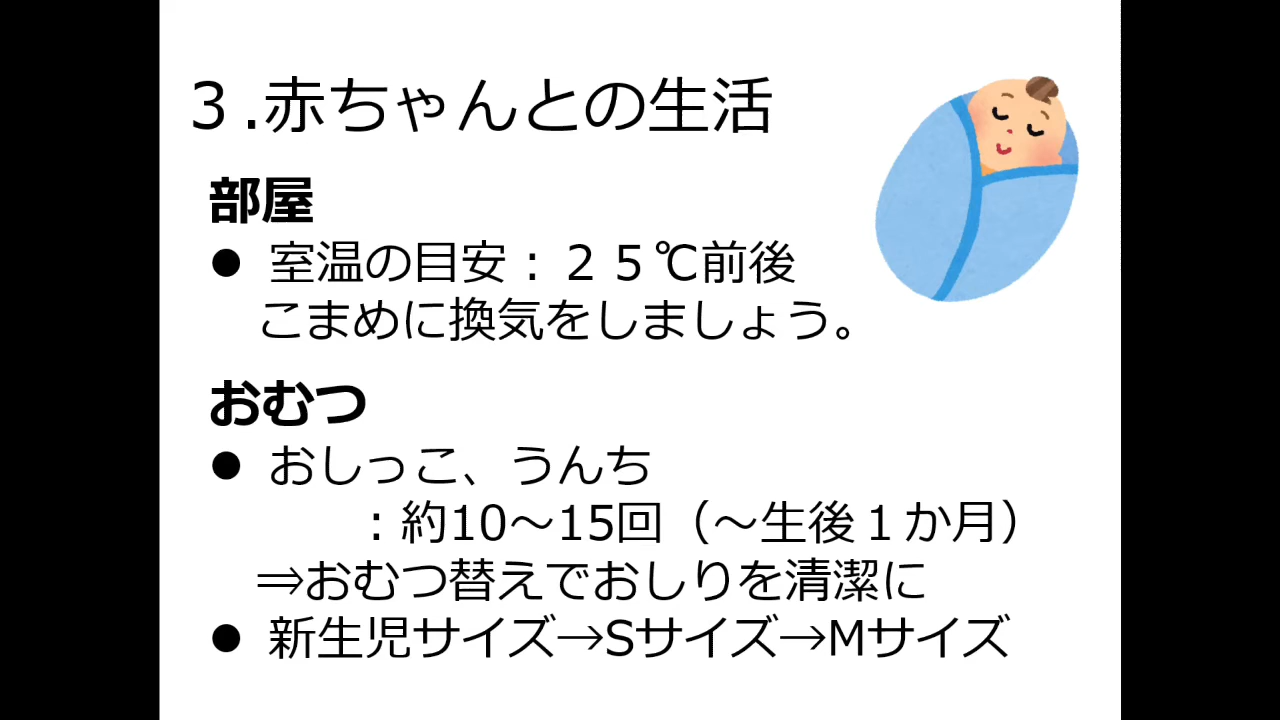 ３.赤ちゃんとの生活
部屋
● 室温の目安：２５℃前後
こまめに換気をしましょう。
おむつ
● おしっこ、うんち
：約10～15回（～生後１か月）
⇒おむつ替えでおしりを清潔に
● 新生児サイズ→Sサイズ→Mサイズ